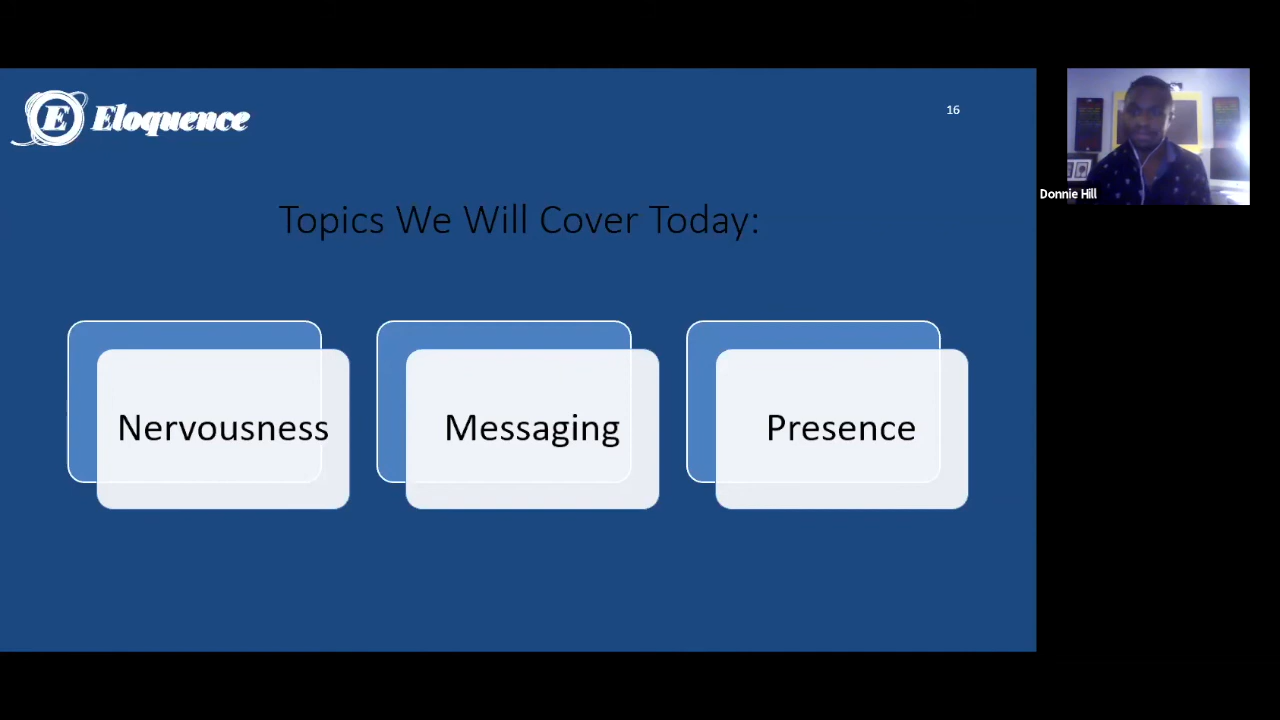 E Eloquence
16
Topics We Will Cover Today:
Nervousness
Messaging
Presence
Donnie Hill